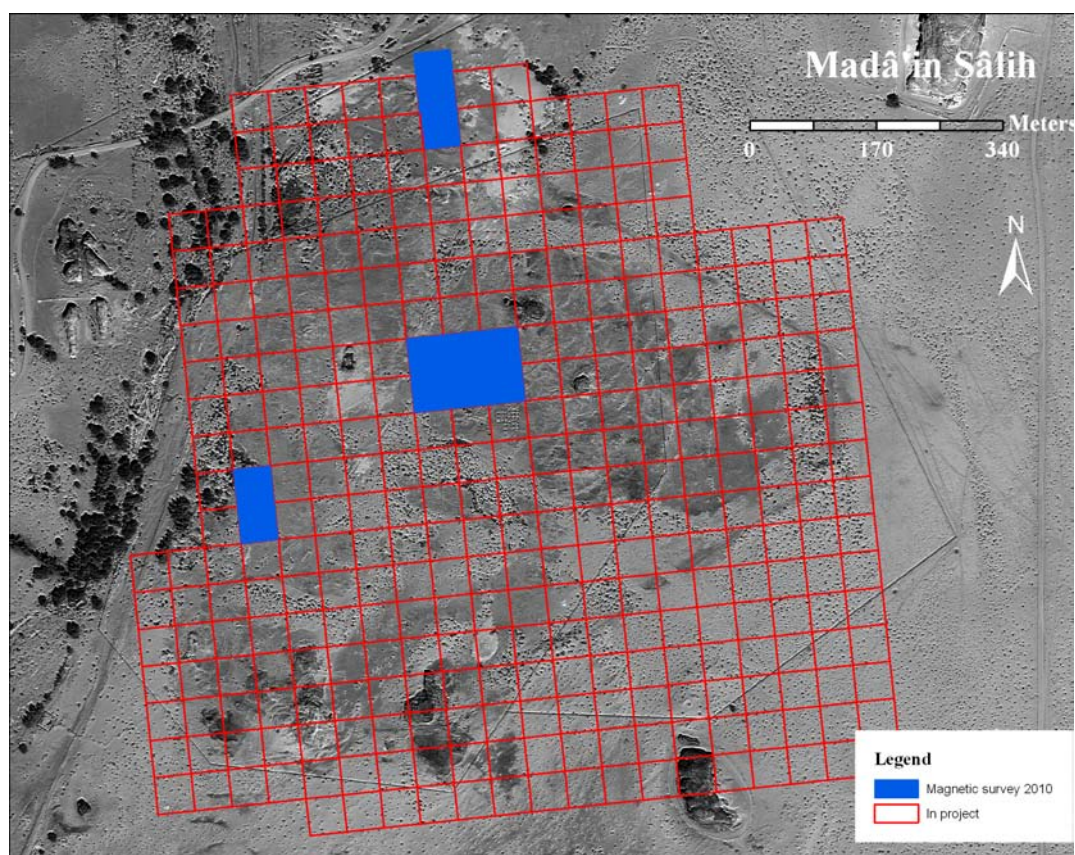 Madâ'in Sâlih
Meters
0 170 340
N
Legend
Magnetic survey 2010
In project